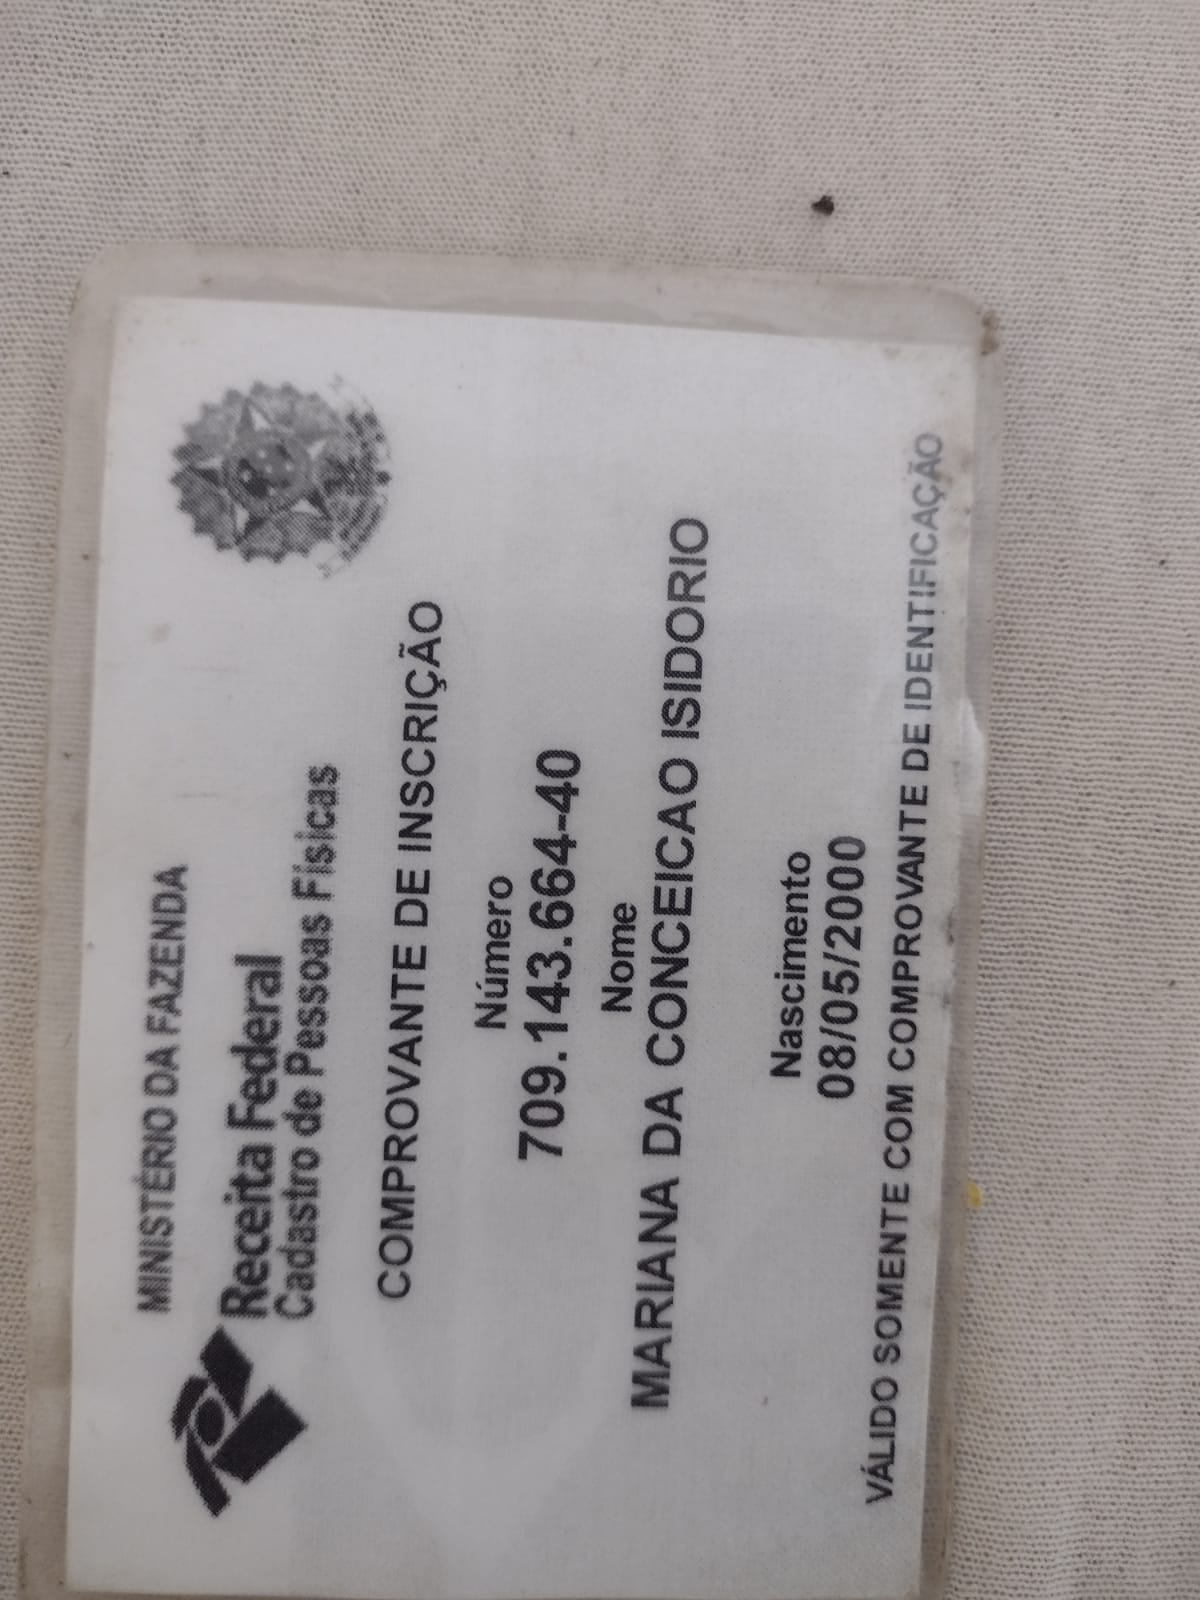 MINISTÉRIO DA FAZENDA
Receita Federal
Cadastro de Pessoas Físicas
COMPROVANTE DE INSCRIÇÃO
Número
709.143.664-40
Nome
MARIANA DA CONCEICAO ISIDORIO
Nascimento
08/05/2000
VÁLIDO SOMENTE COM COMPROVANTE DE IDENTIFICAÇÃO